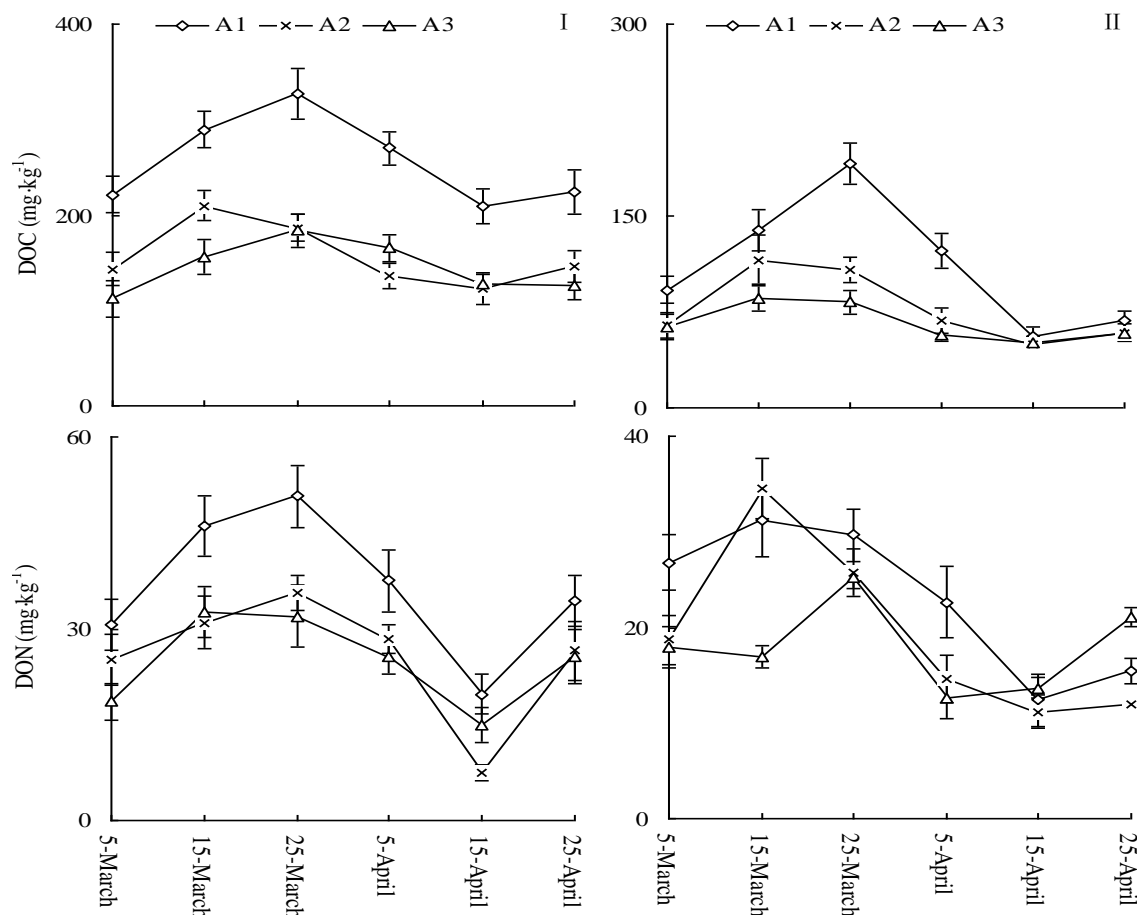 400
A1 A2 A3 I
200
0
DOC (mg·kg-1)
300
A1 A2 A3 II
150
0
60
30
0
DON (mg·kg-1)
40
20
0
5-March
15-March
25-March
5-April
15-April
25-April
5-March
15-March
25-March
5-April
15-April
25-April